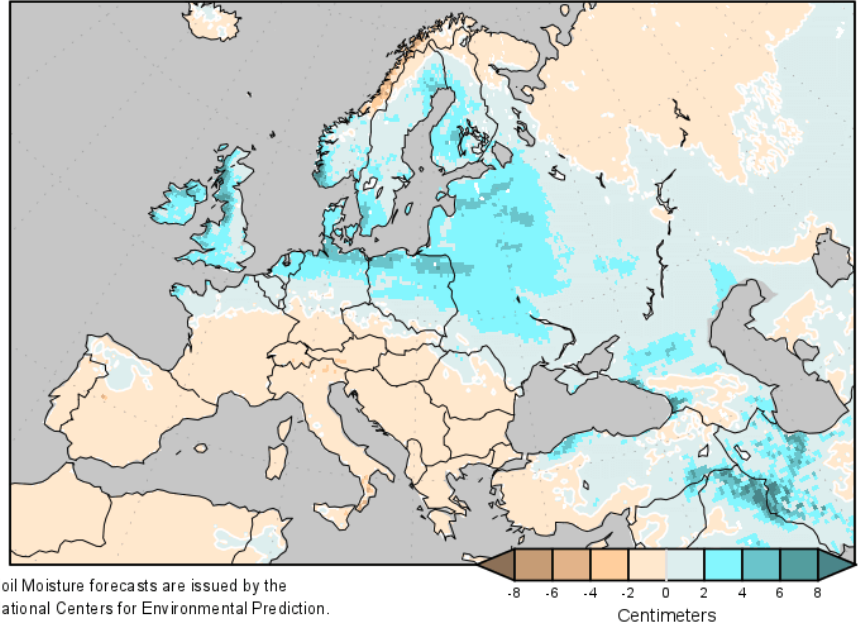 oil Moisture forecasts are issued by the
ational Centers for Environmental Prediction.
-8 -6 -4 -2 0 2 4 6 8
Centimeters